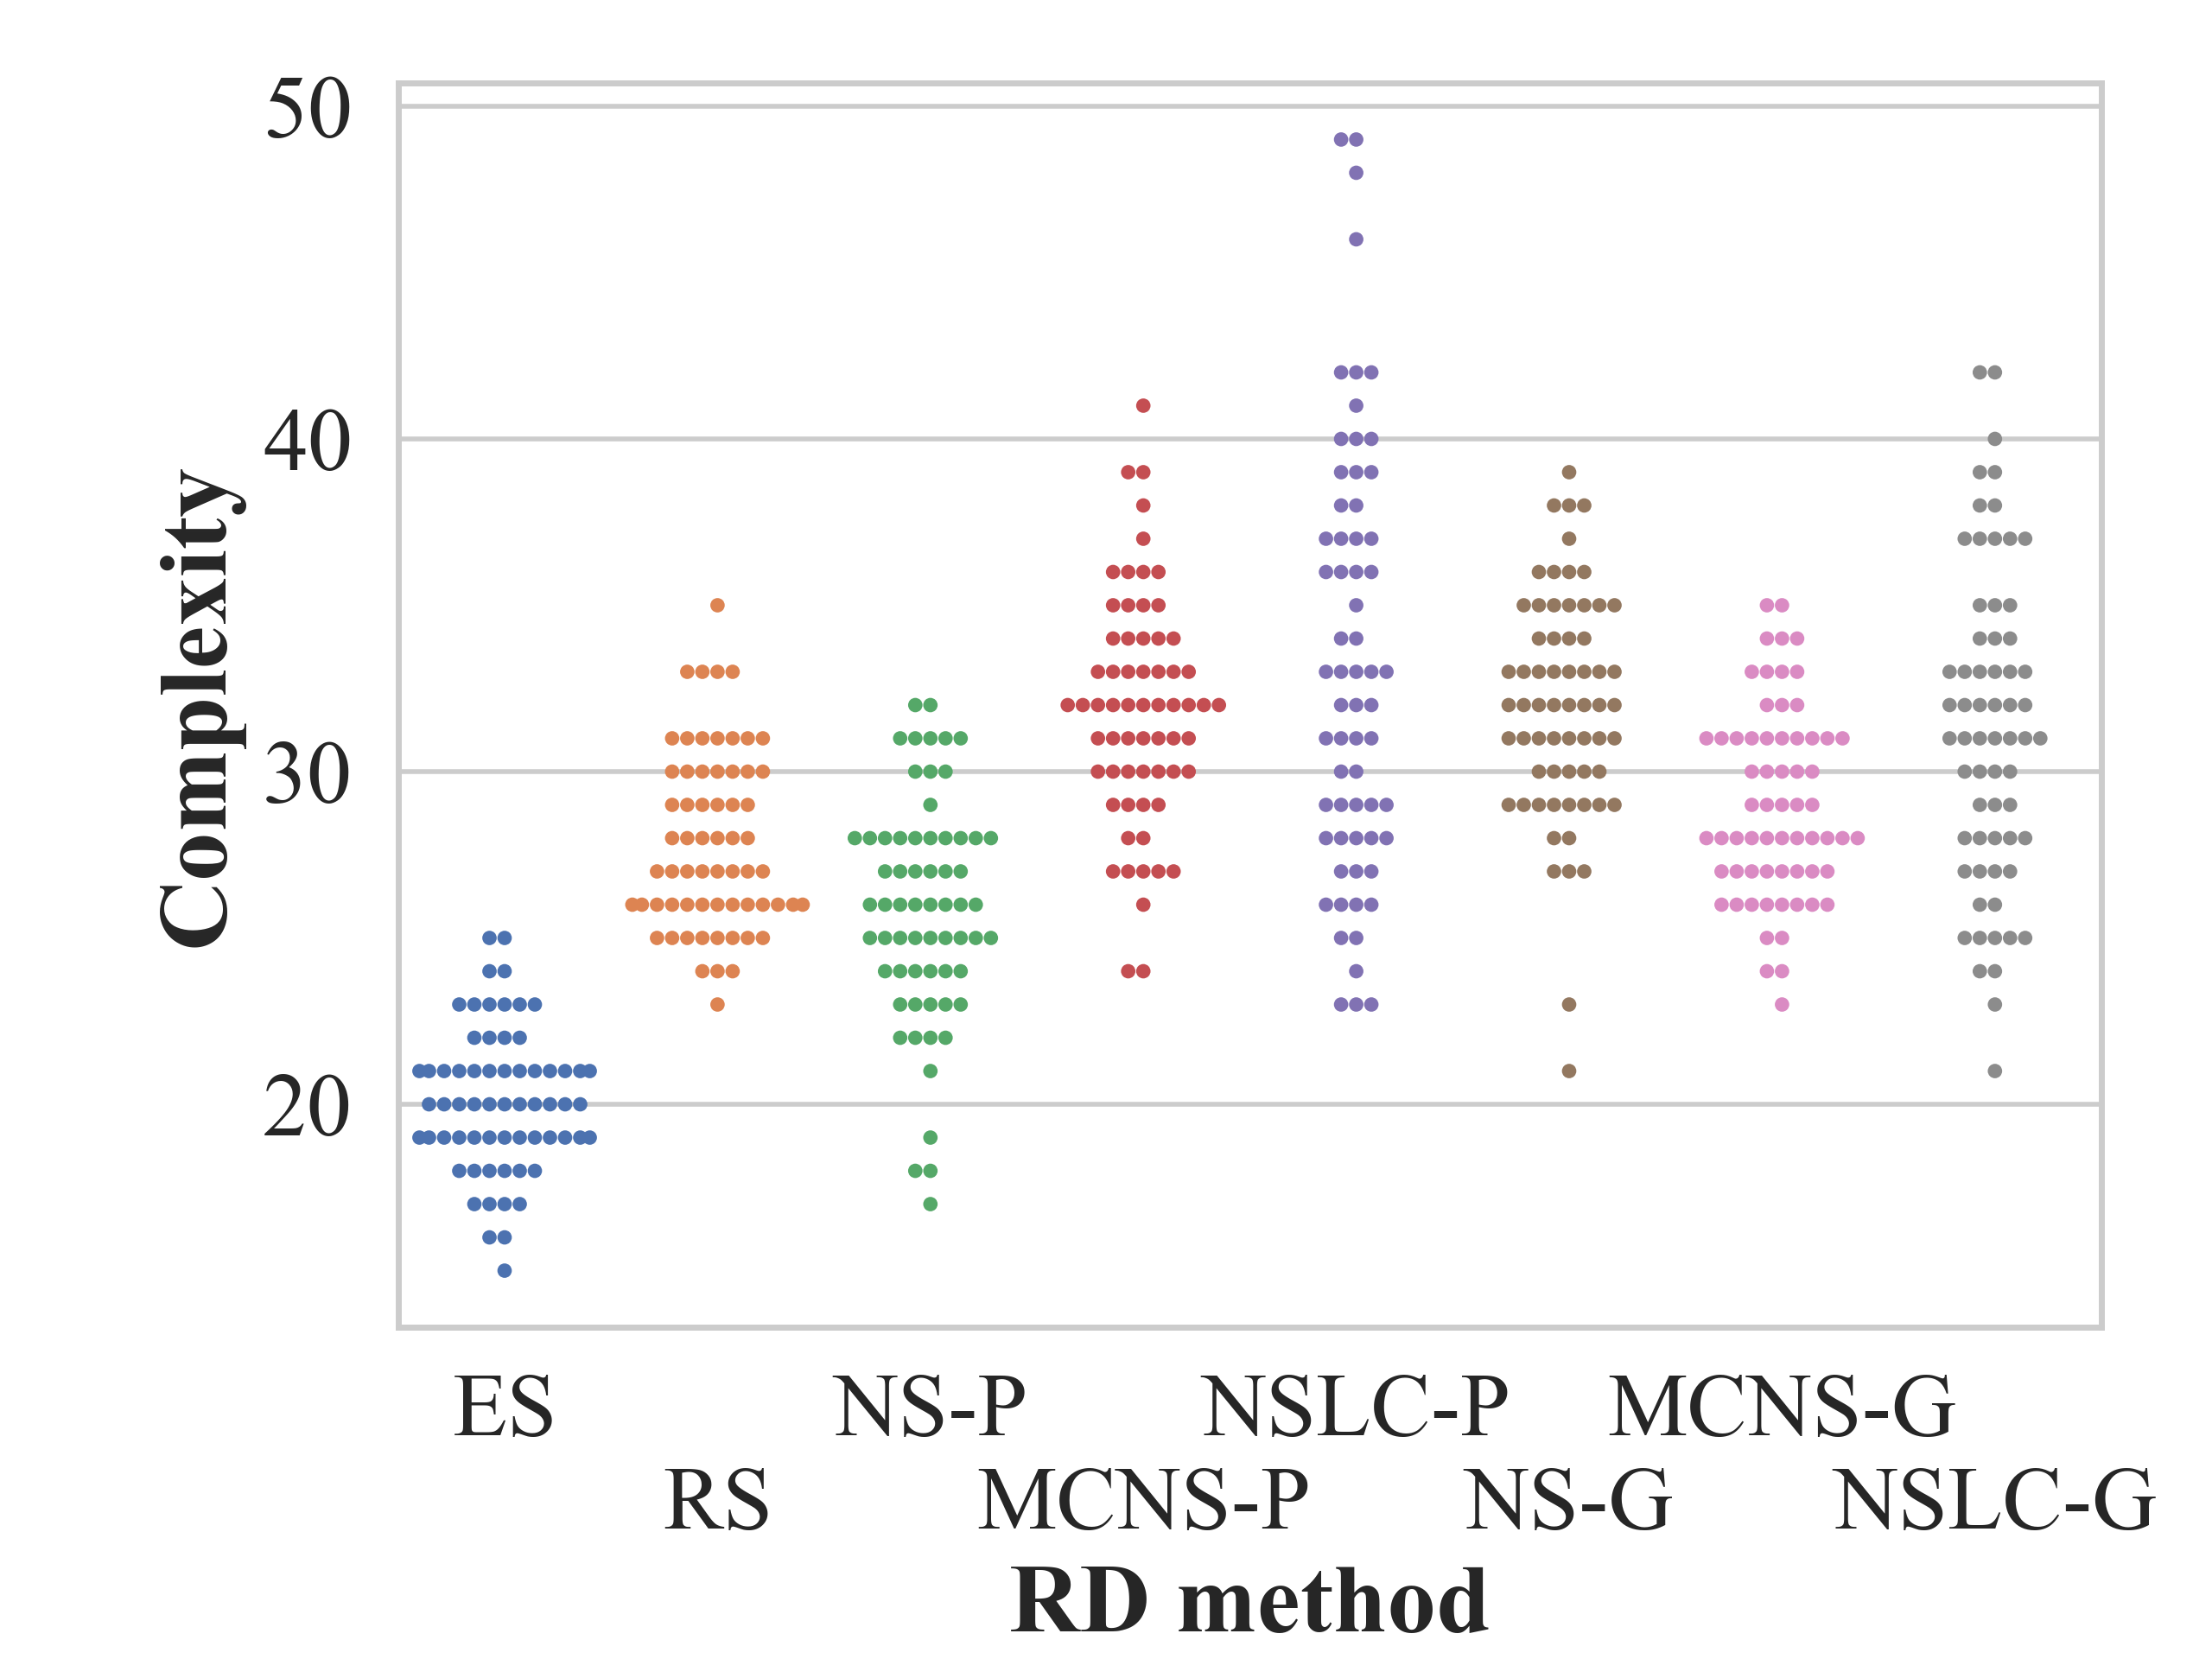 50
40
30
20
Complexity
ES NS-P NSLC-P MCNS-G
RS MCNS-P NS-G NSLC-G
RD method